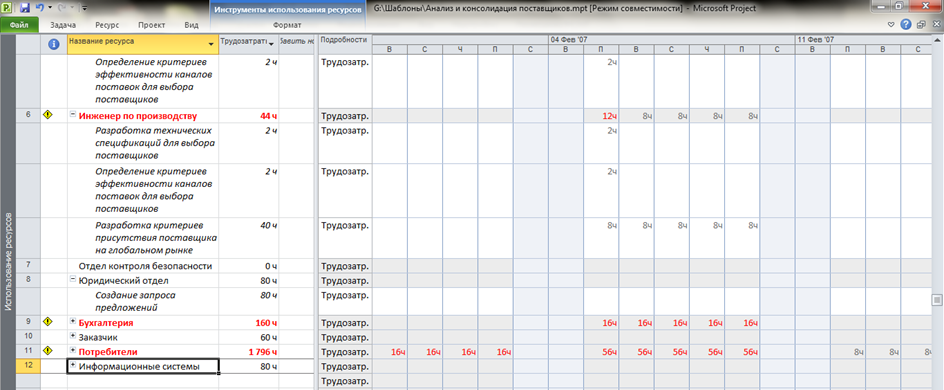 Инструменты использования ресурсов G:\Шаблоны\Анализ и консолидация поставщиков.mpt [Режим совместимости] - Microsoft Project
Файл Задача Ресурс Проект Вид Формат
Название ресурса Трудозатраты Подробности 04 Фев '07 11 Фев '07
В С Ч П С В П В С Ч П С В П В С
Определение критериев Трудозатр. 2ч
эффективности каналов
поставок для выбора
поставщиков
2 ч
6 Инженер по производству 44 ч Трудозатр. 12ч 8ч 8ч 8ч 8ч
Разработка технических 2 ч Трудозатр. 2ч
спецификаций для выбора
поставщиков
Определение критериев 2 ч Трудозатр. 2ч
эффективности каналов
поставок для выбора
поставщиков
Разработка критериев 40 ч Трудозатр. 8ч 8ч 8ч 8ч 8ч
присутствия поставщика
на глобальном рынке
7 Отдел контроля безопасности 0 ч Трудозатр.
8 Юридический отдел 80 ч Трудозатр.
Создание запроса 80 ч Трудозатр.
предложений
9 Бухгалтерия 160 ч Трудозатр. 16ч 16ч 16ч 16ч 16ч
10 Заказчик 60 ч Трудозатр.
11 Потребители 1 796 ч Трудозатр. 16ч 16ч 16ч 16ч 56ч 56ч 56ч 56ч 56ч 8ч 8ч 8ч
12 Информационные системы 80 ч Трудозатр.
Трудозатр.
Использование ресурсов